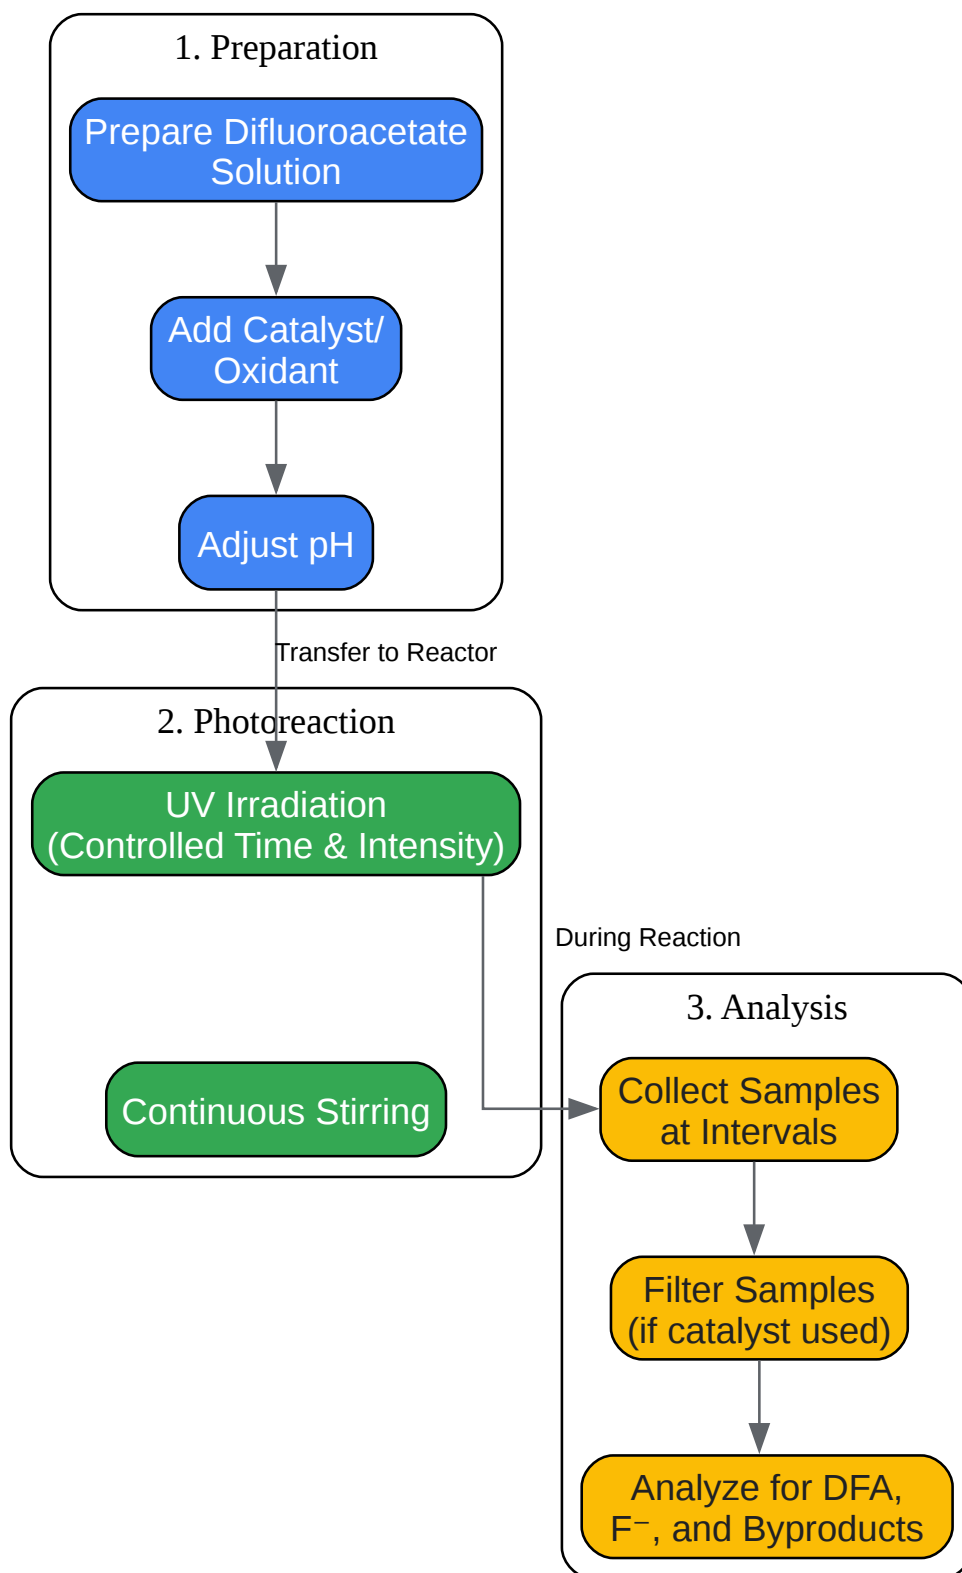 1. Preparation
Prepare Difluoroacetate
Solution
Add Catalyst/
Oxidant
Adjust pH
Transfer to Reactor
2. Photoreaction
UV Irradiation
(Controlled Time & Intensity)
During Reaction
Continuous Stirring
3. Analysis
Collect Samples
at Intervals
Filter Samples
(if catalyst used)
Analyze for DFA,
F⁻, and Byproducts